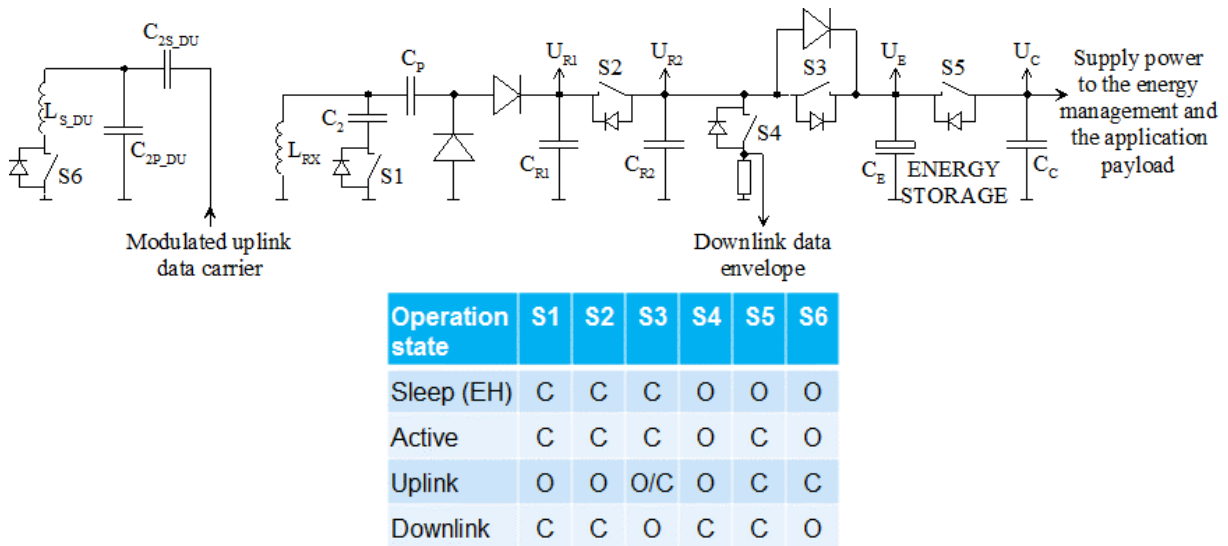 C2S_DU
LS_DU
C2P_DU
S6
Modulated uplink
data carrier
CP
C2
LRX
S1
UR1
S2
UR2
CR1
CR2
S4
S3
UE
S5
UC
CE
ENERGY
STORAGE
CC
Supply power
to the energy
management and
the application
payload
Downlink data
envelope
Operation state S1 S2 S3 S4 S5 S6
Sleep (EH) C C C O O O
Active C C C O C O
Uplink O O O/C O C C
Downlink C C O C C O